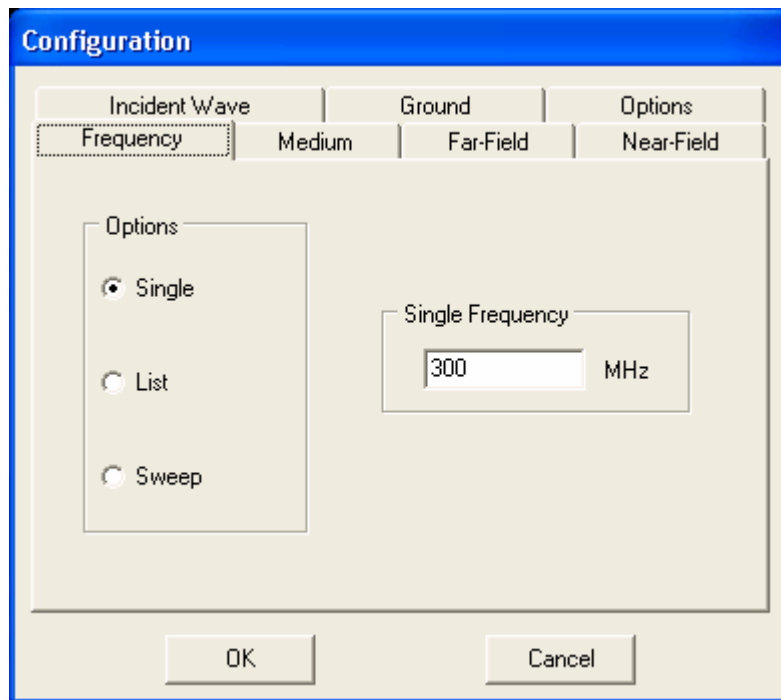 Configuration
Incident Wave Ground Options
Frequency Medium Far-Field Near-Field
Options
Single
List
Sweep
Single Frequency
300 MHz
OK Cancel